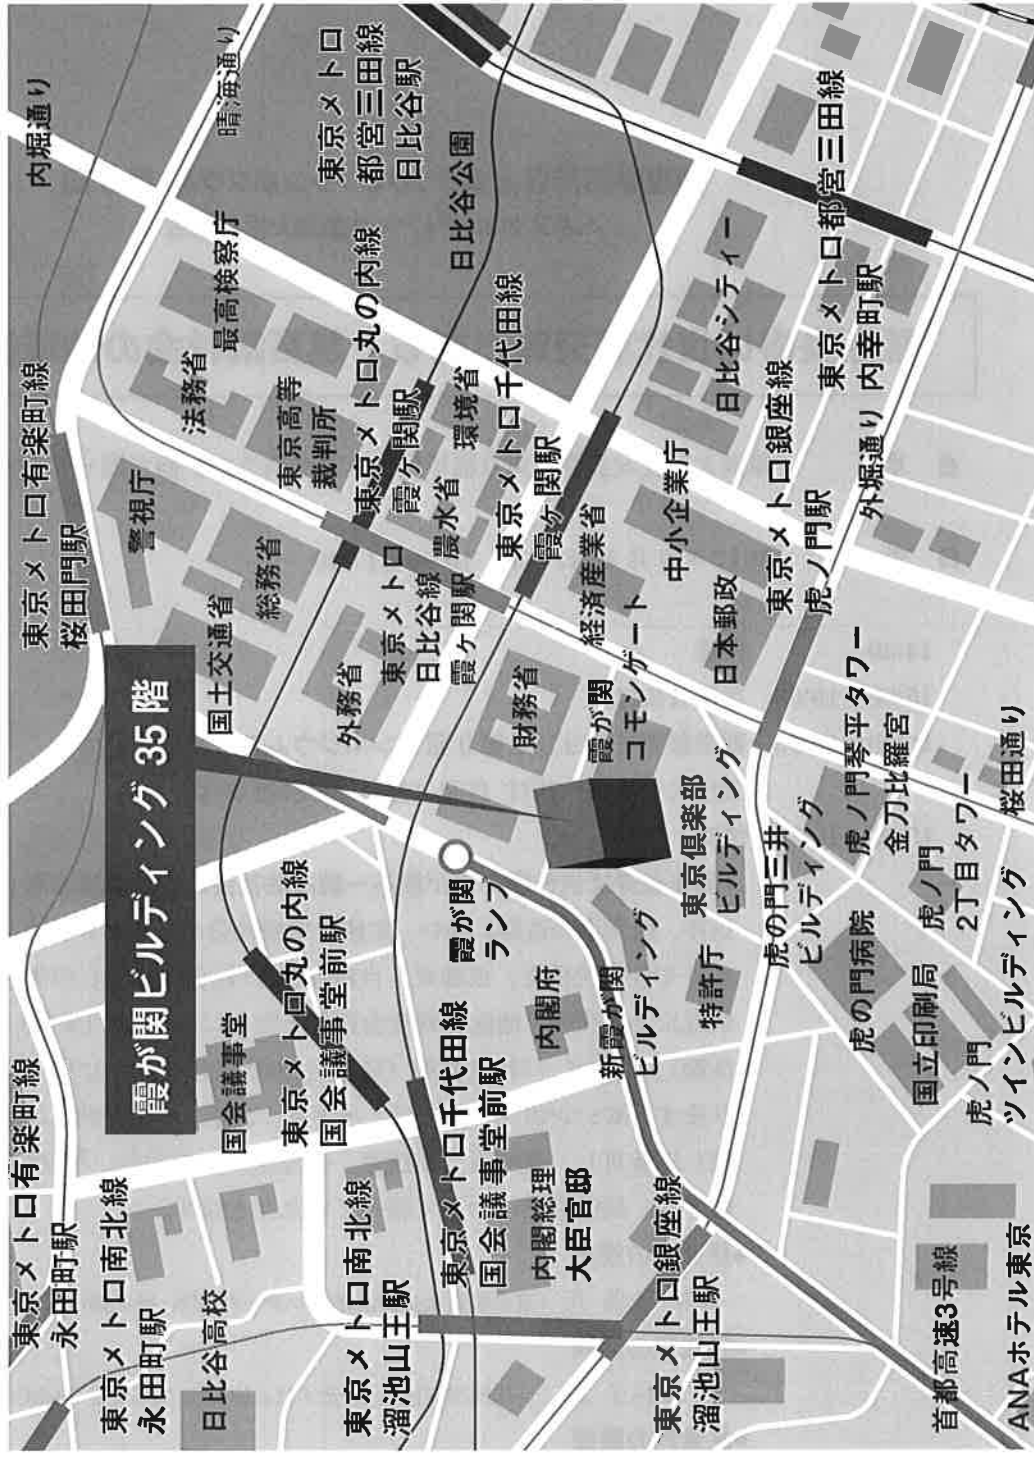 東京メトロ有楽町線
永田町駅
東京メトロ有楽町線
桜田門駅
内堀通り
東京メトロ南北線
永田町駅
霞が関ビルディング 35 階
警視庁
日比谷高校
国会議事堂
国土交通省
総務省
法務省
最高検察庁
晴海通り
東京メトロ丸の内線
国会議事堂前駅
東京高等
裁判所
東京メトロ
都営三田線
日比谷駅
東京メトロ南北線
溜池山王駅
外務省
東京メトロ丸の内線
霞ヶ関駅
東京メトロ
日比谷線
霞ヶ関駅
農水省
環境省
日比谷公園
東京メトロ千代田線
国会議事堂前駅
霞が関
ランプ
東京メトロ千代田線
霞ヶ関駅
内閣総理
大臣官邸
内閣府
財務省
経済産業省
新霞が関
ビルディング
霞が関
コモンゲート
中小企業庁
東京メトロ銀座線
溜池山王駅
特許庁
東京倶楽部
ビルディング
日本郵政
日比谷シティー
虎の門三井
ビルディング
東京メトロ銀座線
虎ノ門駅
東京メトロ都営三田線
内幸町駅
虎の門病院
虎ノ門琴平タワー
金刀比羅宮
外堀通り
国立印刷局
虎ノ門
2丁目タワー
首都高速3号線
虎ノ門
ツインビルディング
桜田通り
ANAホテル東京